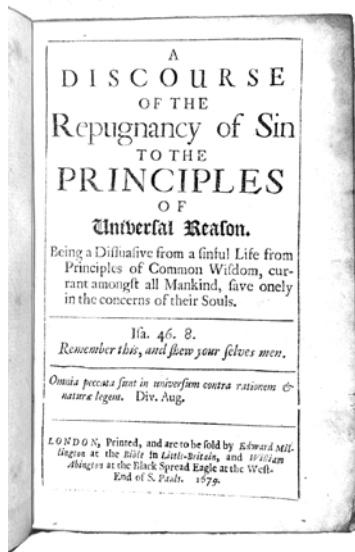 A
DISCOURSE
OF THE
Repugnancy of Sin
TO THE
PRINCIPLES
OF
Univerſal Reaſon.
Being a Diſſuaſive from a ſinful Life from
Principles of Common Wiſdom, cur-
rant amongſt all Mankind, ſave onely
in the concerns of their Souls.
Iſa. 46. 8.
Remember this, and ſhew your ſelves men.
Omnia peccata ſunt in univerſum contra rationem &
naturæ legem. Div. Aug.
LONDON, Printed, and are to be ſold by Edward Mil-
lington at the Bible in Little-Britain, and William
Abington at the Black Spread Eagle at the Weſt-
End of S. Pauls. 1679.